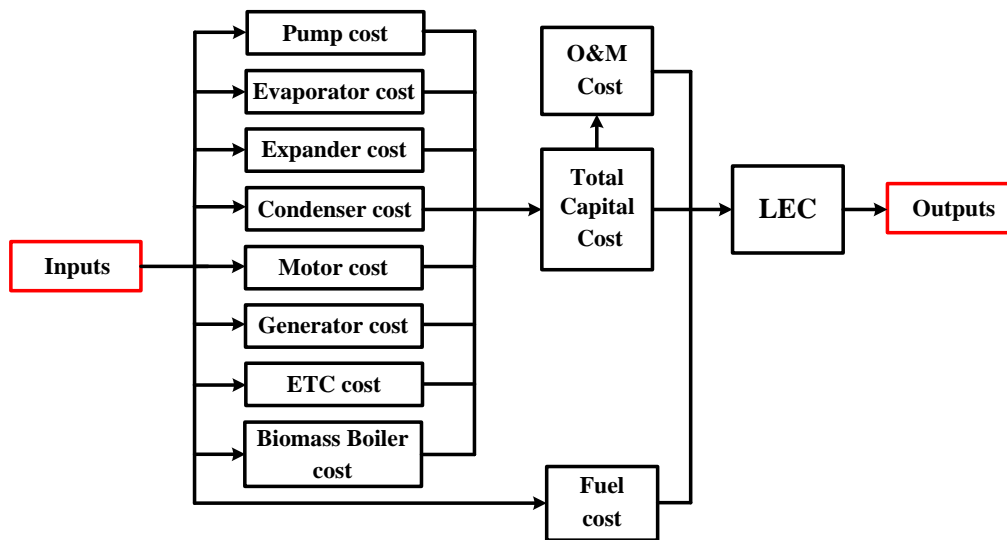 Pump cost
Evaporator cost
Expander cost
Condenser cost
Motor cost
Generator cost
ETC cost
Biomass Boiler
cost
Inputs
O&M
Cost
Total
Capital
Cost
Fuel
cost
LEC
Outputs